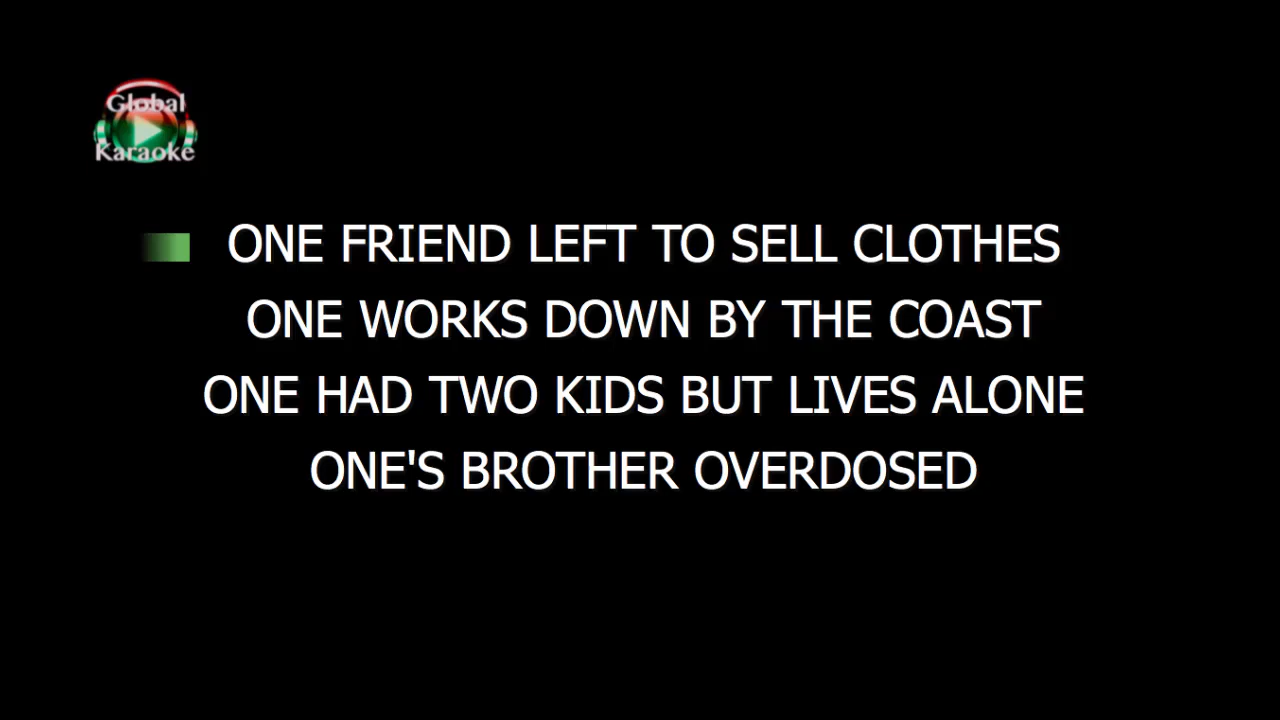 Global
Karaoke
ONE FRIEND LEFT TO SELL CLOTHES
ONE WORKS DOWN BY THE COAST
ONE HAD TWO KIDS BUT LIVES ALONE
ONE'S BROTHER OVERDOSED